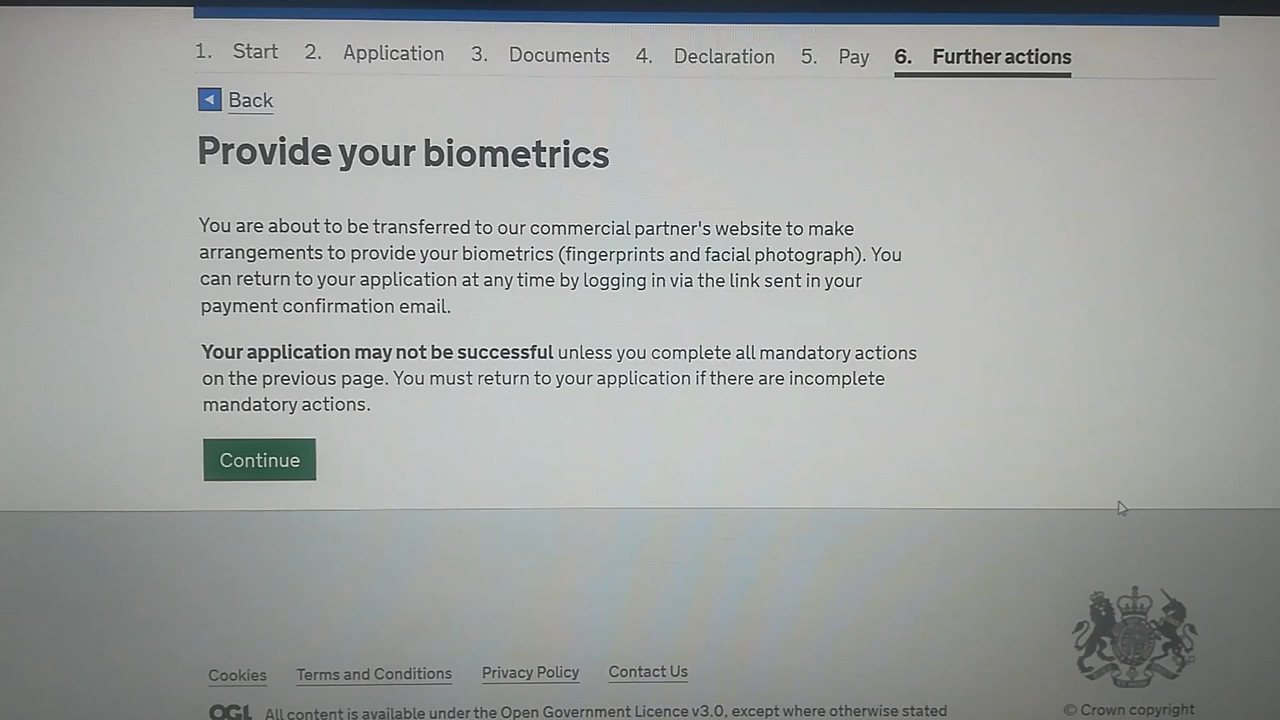 1. Start 2. Application 3. Documents 4. Declaration 5. Pay 6. Further actions
Back
Provide your biometrics
You are about to be transferred to our commercial partner's website to make
arrangements to provide your biometrics (fingerprints and facial photograph). You
can return to your application at any time by logging in via the link sent in your
payment confirmation email.
Your application may not be successful unless you complete all mandatory actions
on the previous page. You must return to your application if there are incomplete
mandatory actions.
Continue
Cookies Terms and Conditions Privacy Policy Contact Us
OGL All content is available under the Open Government Licence v3.0, except where otherwise stated
© Crown copyright